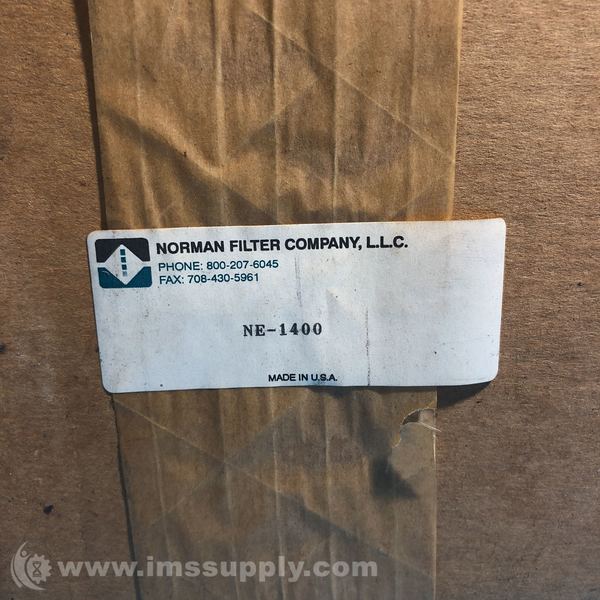 NORMAN FILTER COMPANY, L.L.C.
PHONE: 800-207-6045
FAX: 708-430-5961
NE-1400
MADE IN U.S.A.
www.imssupply.com